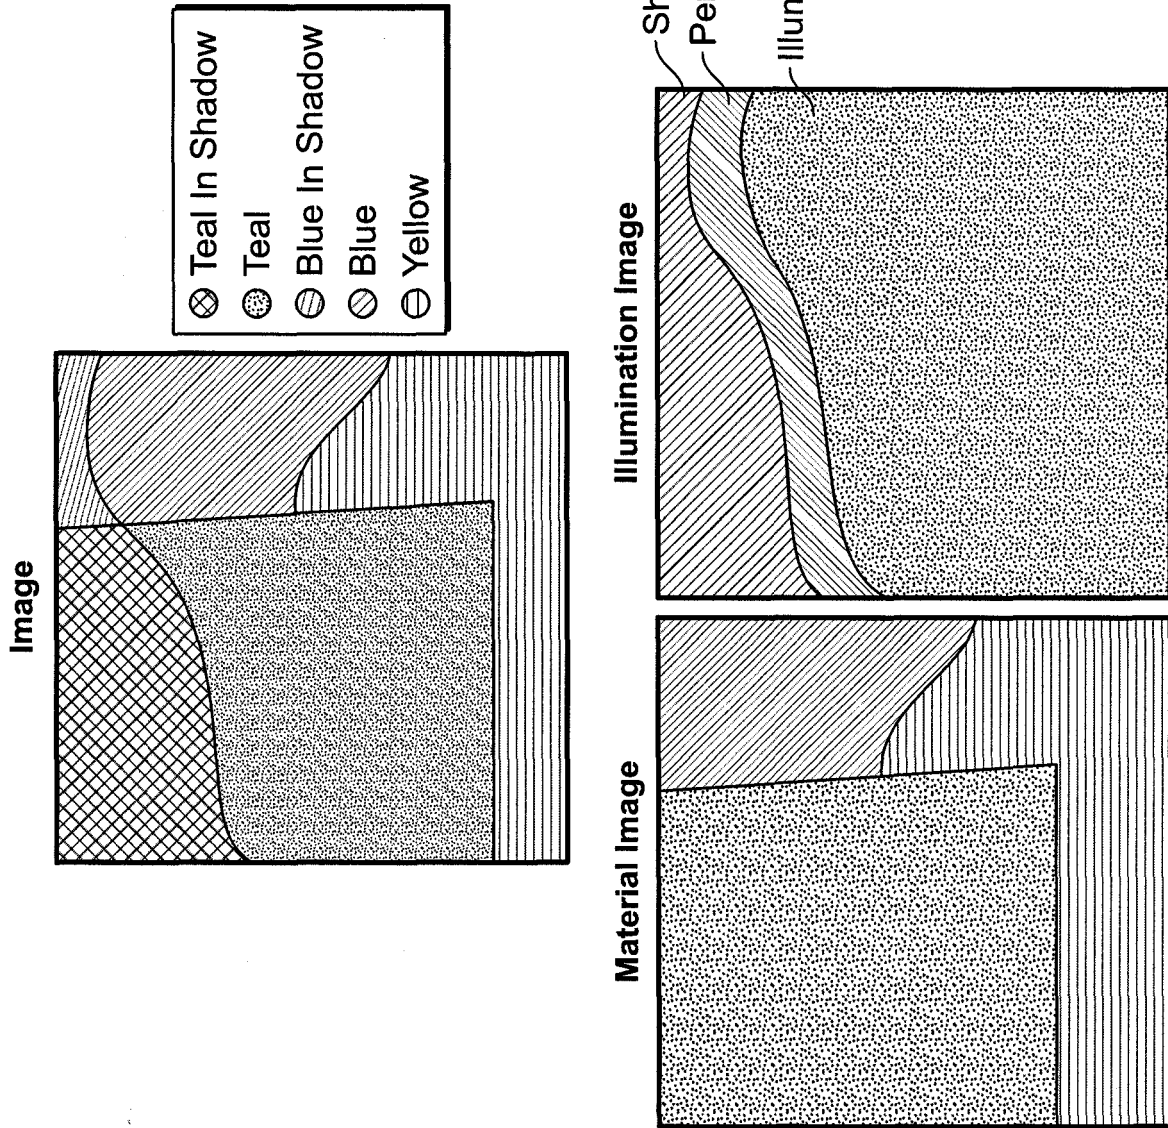 Image
Teal In Shadow
Teal
Blue In Shadow
Blue
Yellow
Material Image
Illumination Image